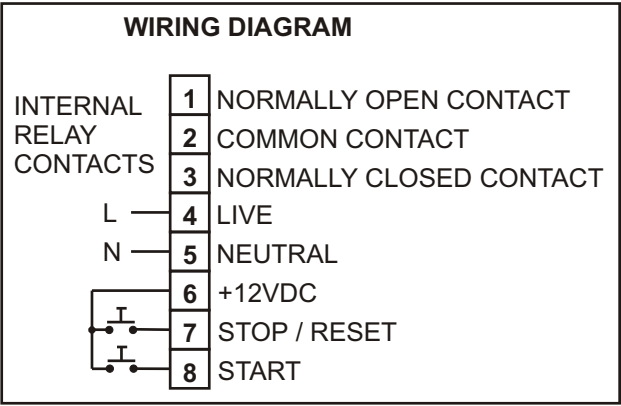 WIRING DIAGRAM
INTERNAL
RELAY
CONTACTS
1 NORMALLY OPEN CONTACT
2 COMMON CONTACT
3 NORMALLY CLOSED CONTACT
L 4 LIVE
N 5 NEUTRAL
6 +12VDC
7 STOP / RESET
8 START